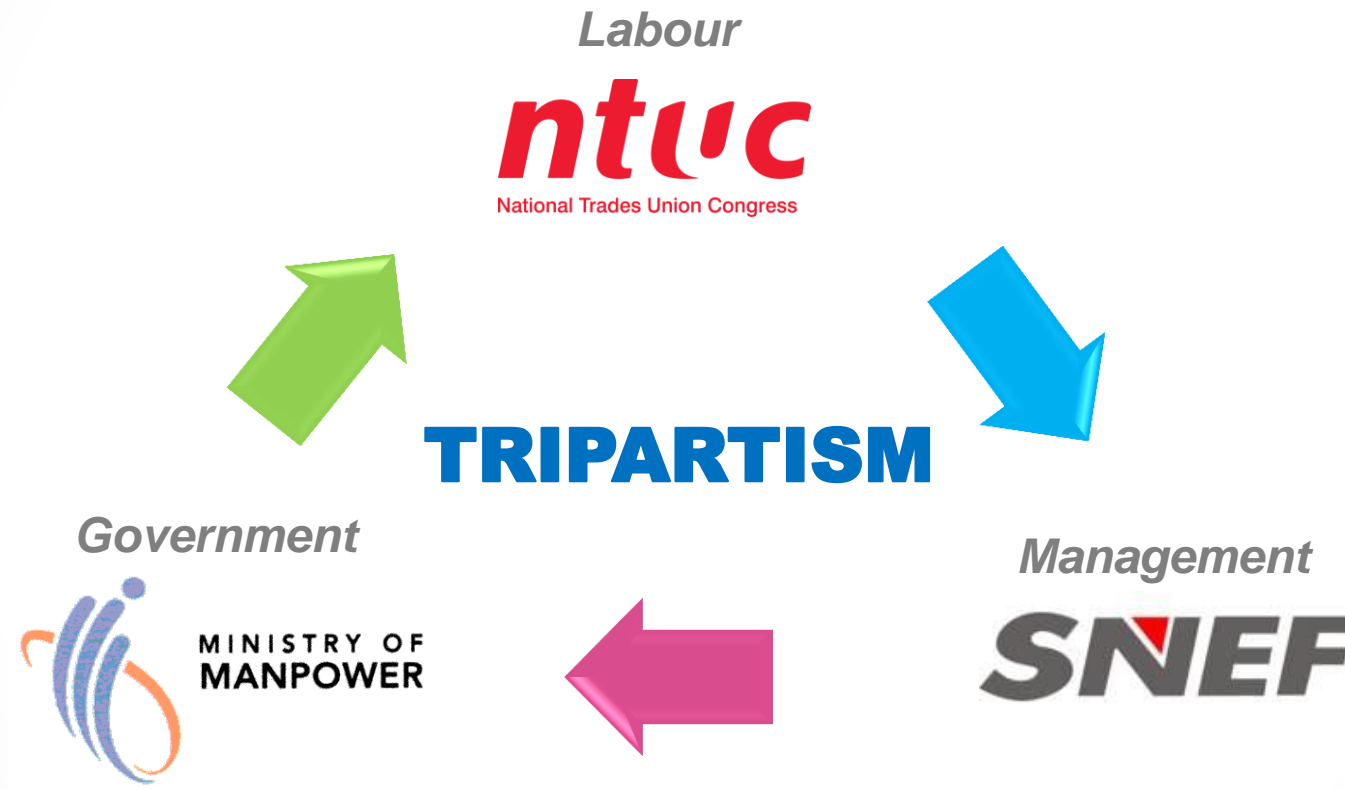 Labour
ntuc
National Trades Union Congress
TRIPARTISM
Government
MINISTRY OF
MANPOWER
Management
SNEF